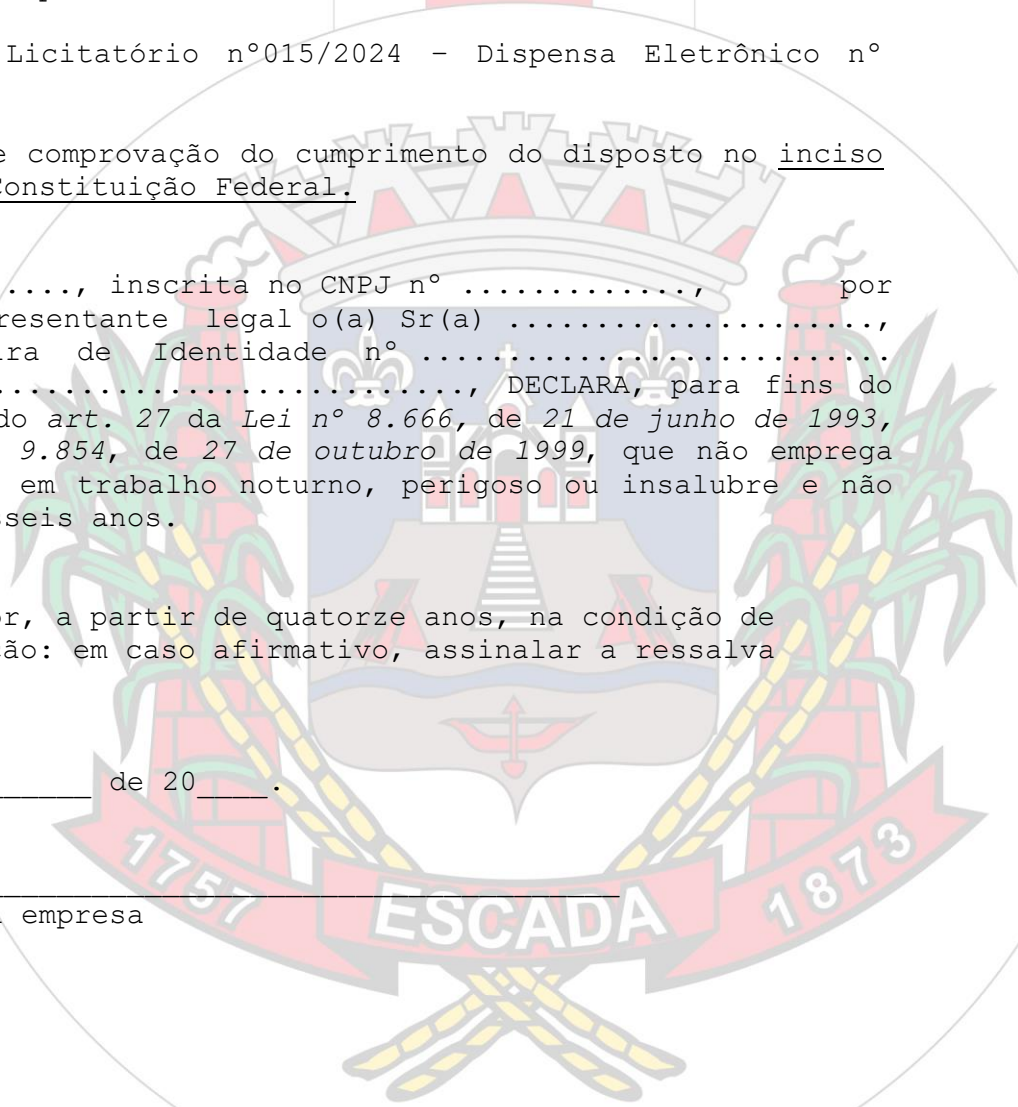 Licitatório nº015/2024 – Dispensa Eletrônico nº
comprovação do cumprimento do disposto no inciso
Constituição Federal.
...., inscrita no CNPJ nº ............., por
legal o(a) Sr(a) .....................,
de Identidade nº ...........................
..........................., DECLARA, para fins do
do art. 27 da Lei nº 8.666, de 21 de junho de 1993,
9.854, de 27 de outubro de 1999, que não emprega
em trabalho noturno, perigoso ou insalubre e não
sseis anos.
or, a partir de quatorze anos, na condição de
ão: em caso afirmativo, assinalar a ressalva
______ de 20____.
empresa
1757 ESCADA 1873